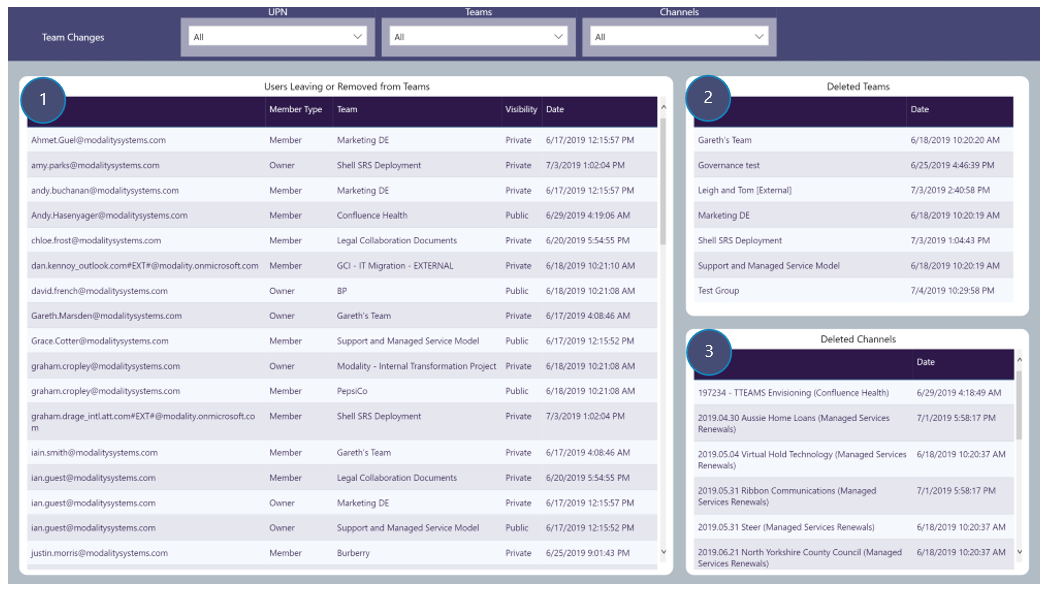 UPN Teams Channels
Team Changes All All All
1 Users Leaving or Removed from Teams
Member Type Team Visibility Date
Ahmet.Guel@modalitysystems.com Member Marketing DE Private 6/17/2019 12:15:57 PM
amy.parks@modalitysystems.com Owner Shell SRS Deployment Private 7/3/2019 1:02:04 PM
andy.buchanan@modalitysystems.com Member Marketing DE Private 6/17/2019 12:15:57 PM
Andy.Hasenyager@modalitysystems.com Member Confluence Health Public 6/29/2019 4:19:06 AM
chloe.frost@modalitysystems.com Member Legal Collaboration Documents Private 6/20/2019 5:54:55 PM
dan.kennoy_outlook.com#EXT#@modality.onmicrosoft.com Member GCI - IT Migration - EXTERNAL Private 6/18/2019 10:21:10 AM
david.french@modalitysystems.com Owner BP Public 6/18/2019 10:21:08 AM
Gareth.Marsden@modalitysystems.com Owner Gareth's Team Private 6/17/2019 4:08:46 AM
Grace.Cotter@modalitysystems.com Member Support and Managed Service Model Public 6/17/2019 12:15:52 PM
graham.cropley@modalitysystems.com Owner Modality - Internal Transformation Project Private 6/18/2019 10:21:08 AM
graham.cropley@modalitysystems.com Member PepsiCo Public 6/18/2019 10:21:08 AM
graham.drage_intl.att.com#EXT#@modality.onmicrosoft.co Member Shell SRS Deployment Private 7/3/2019 1:02:04 PM
m
iain.smith@modalitysystems.com Member Gareth's Team Private 6/17/2019 4:08:46 AM
ian.guest@modalitysystems.com Member Legal Collaboration Documents Private 6/20/2019 5:54:55 PM
ian.guest@modalitysystems.com Owner Marketing DE Private 6/17/2019 12:15:57 PM
ian.guest@modalitysystems.com Owner Support and Managed Service Model Public 6/17/2019 12:15:52 PM
justin.morris@modalitysystems.com Member Burberry Private 6/25/2019 9:01:43 PM
2 Deleted Teams
Date
Gareth's Team 6/18/2019 10:20:20 AM
Governance test 6/25/2019 4:46:39 PM
Leigh and Tom [External] 7/3/2019 2:40:58 PM
Marketing DE 6/18/2019 10:20:19 AM
Shell SRS Deployment 7/3/2019 1:04:43 PM
Support and Managed Service Model 6/18/2019 10:20:19 AM
Test Group 7/4/2019 10:29:58 PM
3 Deleted Channels
Date
197234 - TTEAMS Envisioning (Confluence Health) 6/29/2019 4:18:49 AM
2019.04.30 Aussie Home Loans (Managed Services 7/1/2019 5:58:17 PM
Renewals)
2019.05.04 Virtual Hold Technology (Managed Services 6/18/2019 10:20:37 AM
Renewals)
2019.05.31 Ribbon Communications (Managed 7/1/2019 5:58:17 PM
Services Renewals)
2019.05.31 Steer (Managed Services Renewals) 6/18/2019 10:20:37 AM
2019.06.21 North Yorkshire County Council (Managed 6/18/2019 10:20:37 AM
Services Renewals)